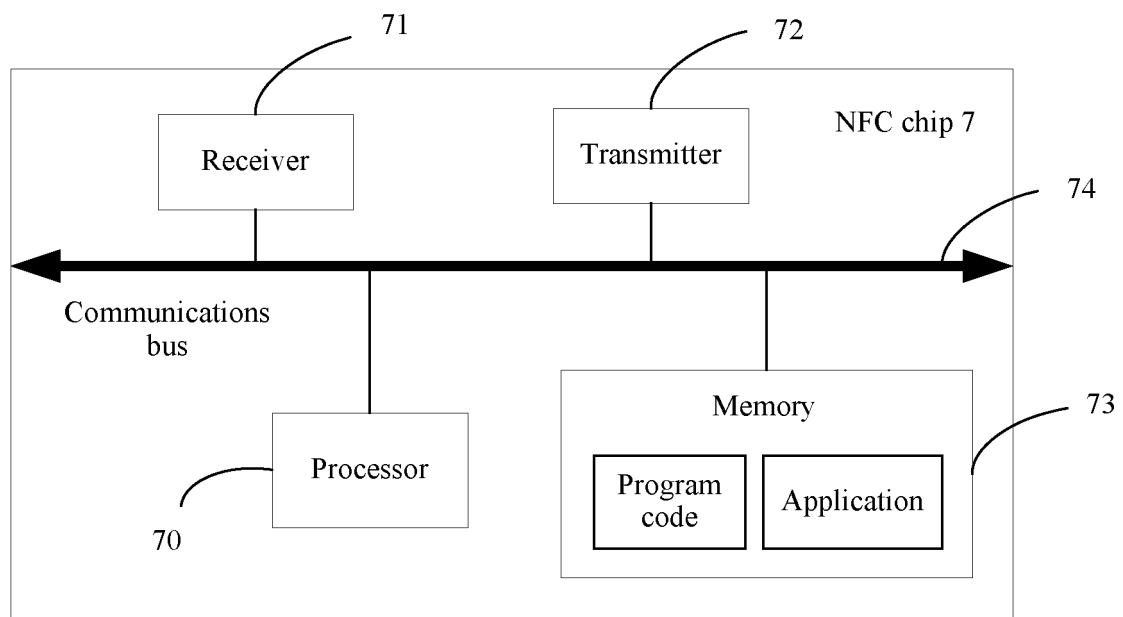 71
72
NFC chip 7
Receiver
Transmitter
74
Communications
bus
Memory
73
Processor
Program
code
Application
70